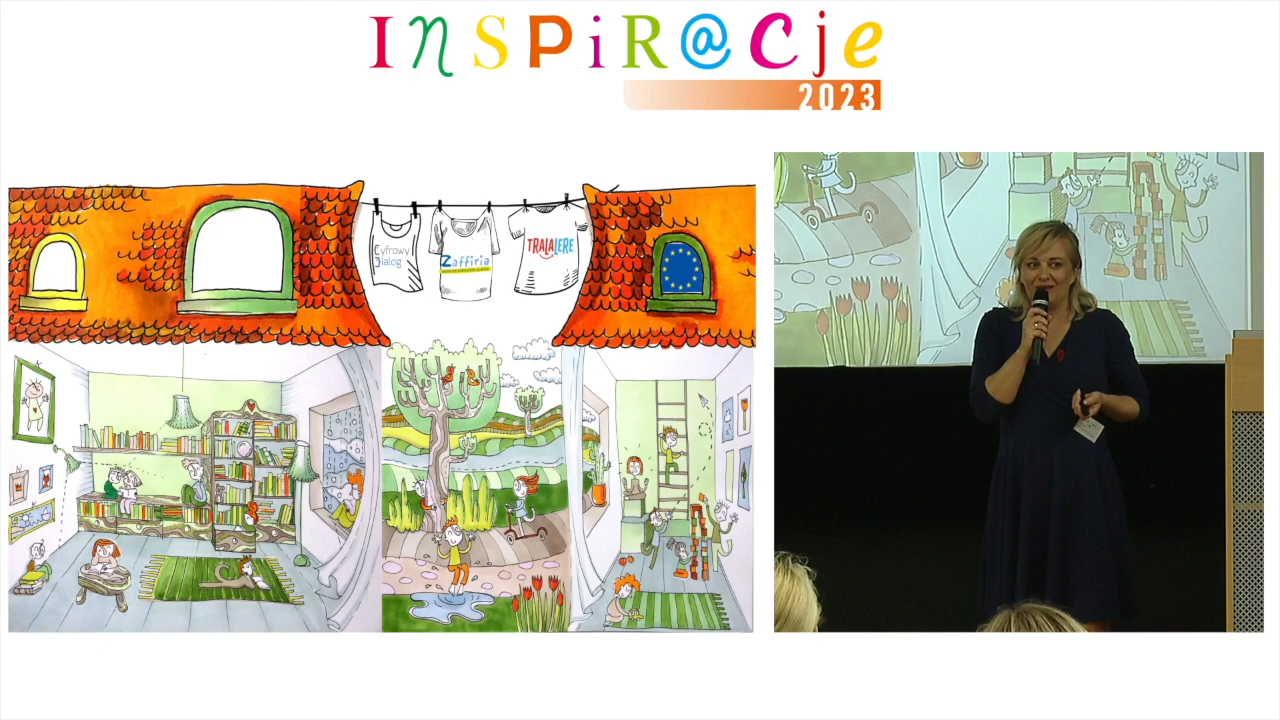 INSPiR@Cje
2023
Cyfrowy
Dialog
Zaffiria
TRALALERE